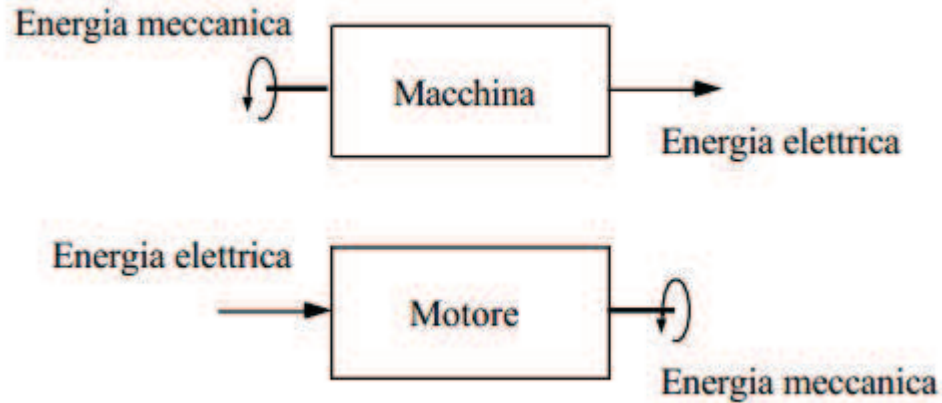 Energia meccanica
Macchina
Energia elettrica
Energia elettrica
Motore
Energia meccanica